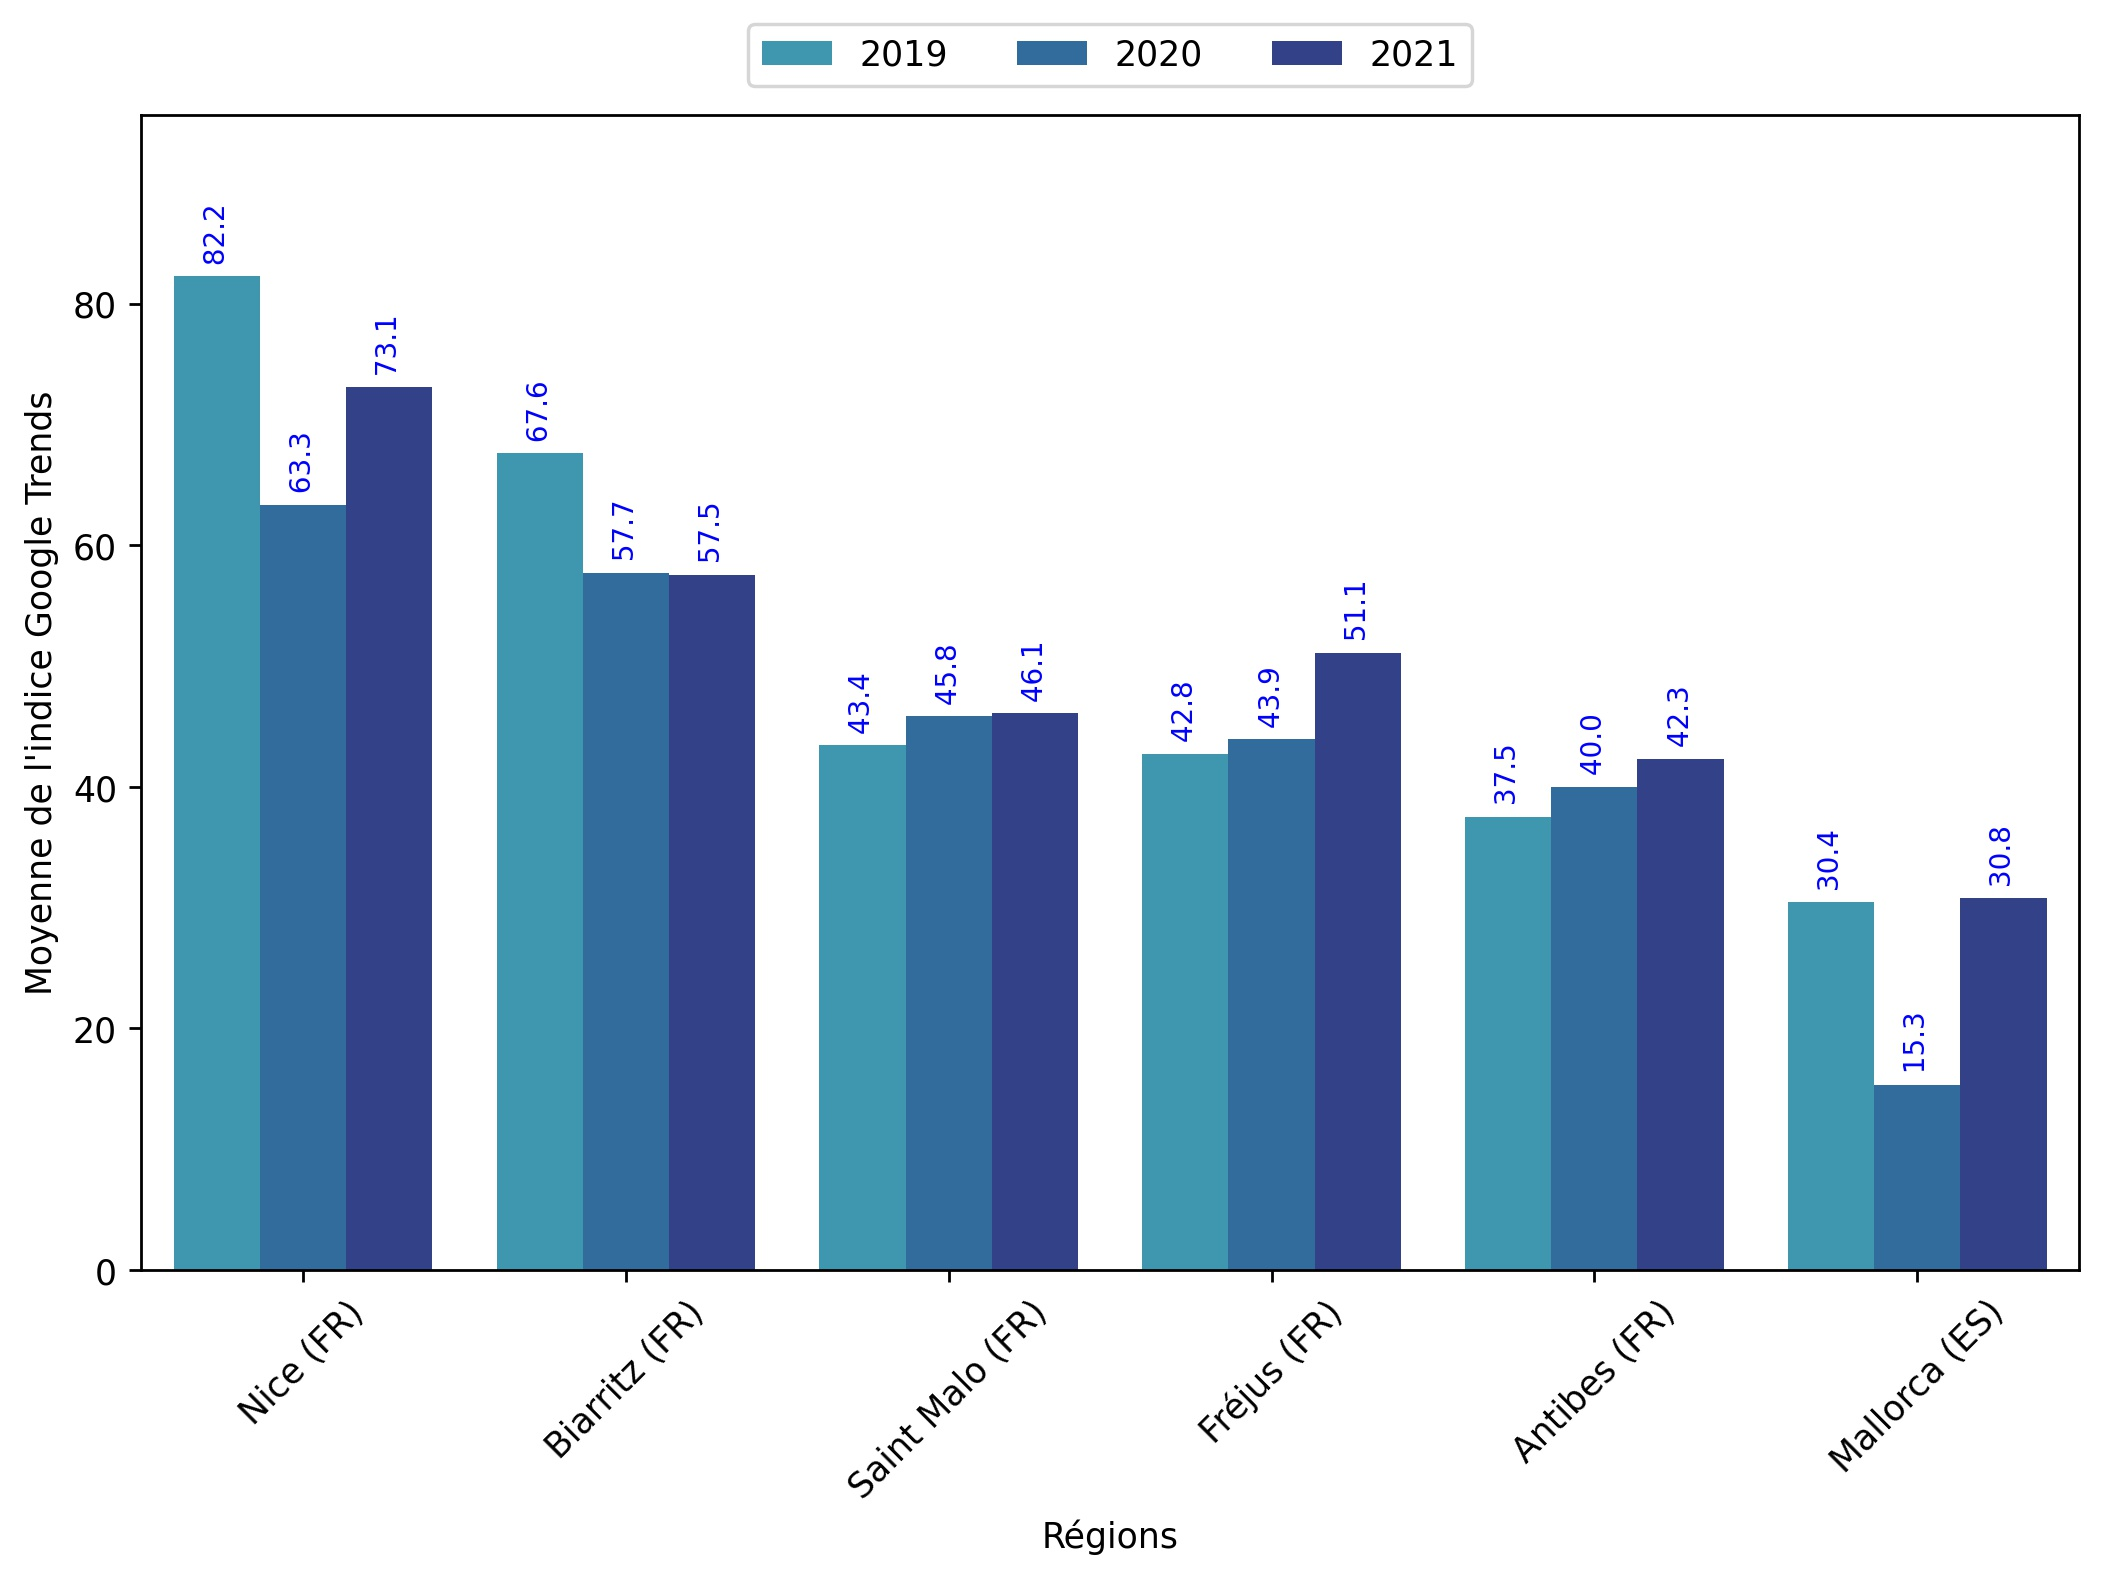 2019 2020 2021
Moyenne de l'indice Google Trends
80
60
40
20
0
82.2 63.3 73.1
67.6 57.7 57.5
43.4 45.8 46.1
42.8 43.9 51.1
37.5 40.0 42.3
30.4 15.3 30.8
Nice (FR)
Biarritz (FR)
Saint Malo (FR)
Fréjus (FR)
Antibes (FR)
Mallorca (ES)
Régions